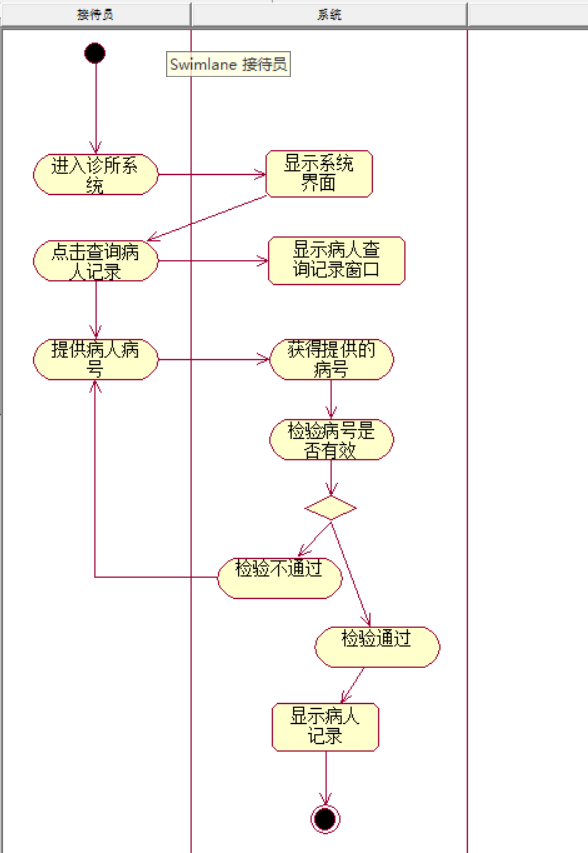 接待员
系统
Swimlane 接待员
进入诊所系
统
显示系统
界面
点击查询病
人记录
显示病人查
询记录窗口
提供病人病
号
获得提供的
病号
检验病号是
否有效
检验不通过
检验通过
显示病人
记录